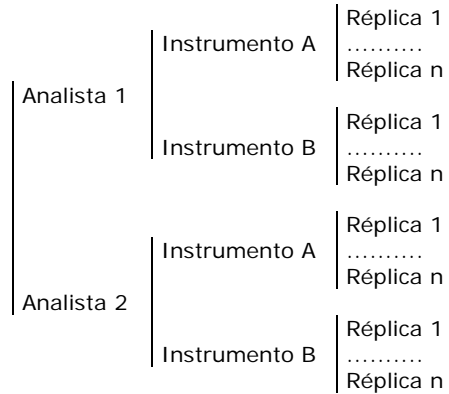 Analista 1
Instrumento A
Réplica 1
..........
Réplica n
Instrumento B
Réplica 1
..........
Réplica n
Analista 2
Instrumento A
Réplica 1
..........
Réplica n
Instrumento B
Réplica 1
..........
Réplica n